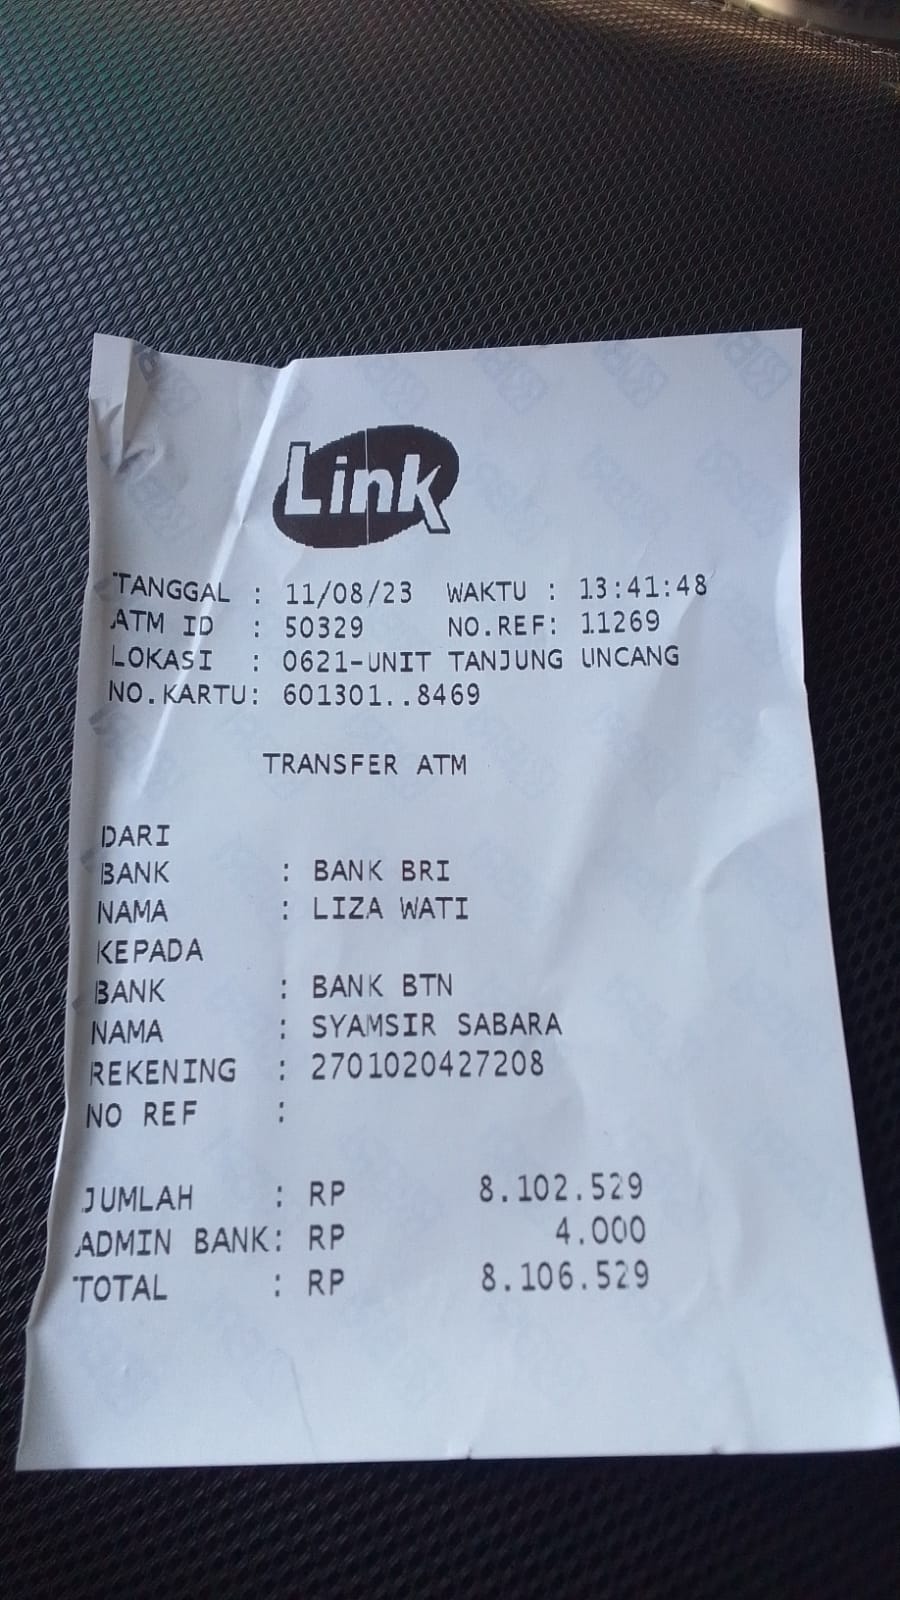 Link
TANGGAL : 11/08/23 WAKTU : 13:41:48
ATM ID : 50329 NO.REF: 11269
LOKASI : 0621-UNIT TANJUNG UNCANG
NO.KARTU: 601301..8469
TRANSFER ATM
DARI
BANK : BANK BRI
NAMA : LIZA WATI
KEPADA
BANK : BANK BTN
NAMA : SYAMSIR SABARA
REKENING : 2701020427208
NO REF :
JUMLAH : RP 8.102.529
ADMIN BANK: RP 4.000
TOTAL : RP 8.106.529